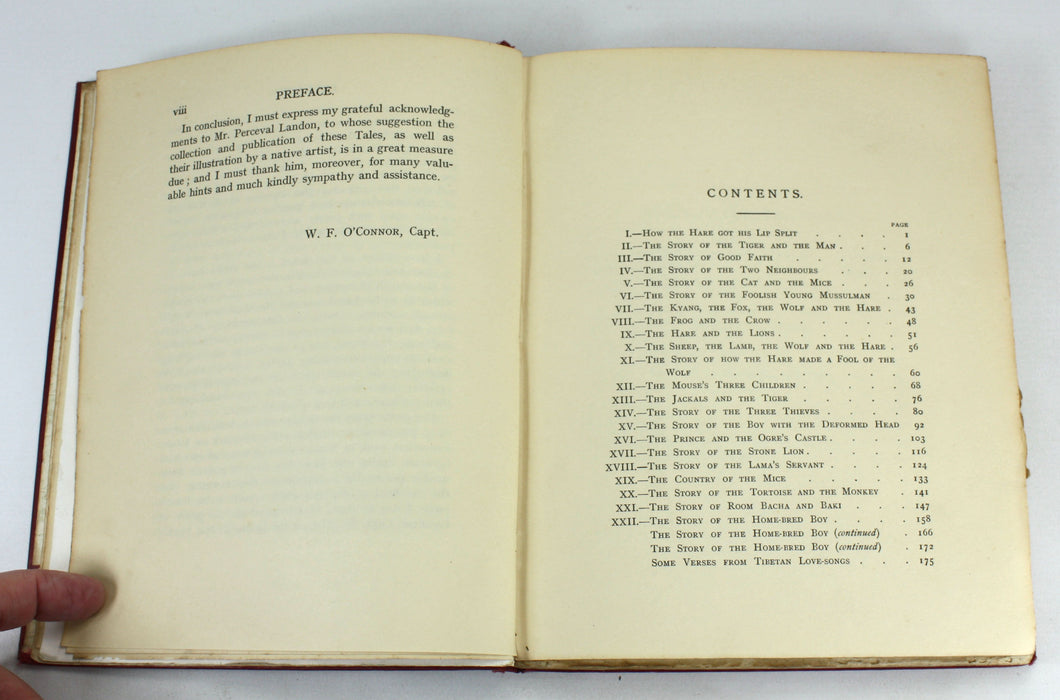 viii
PREFACE.
In conclusion, I must express my grateful acknowledg-
ments to Mr. Perceval Landon, to whose suggestion the
collection and publication of these Tales, as well as
their illustration by a native artist, is in a great measure
due; and I must thank him, moreover, for many valu-
able hints and much kindly sympathy and assistance.
W. F. O'CONNOR, Capt.
CONTENTS.
PAGE
I.—How the Hare got his Lip Split . . . . 1
II.—The Story of the Tiger and the Man . . . 6
III.—The Story of Good Faith . . . . . 12
IV.—The Story of the Two Neighbours . . . 20
V.—The Story of the Cat and the Mice . . . 26
VI.—The Story of the Foolish Young Mussulman . 30
VII.—The Kyang, the Fox, the Wolf and the Hare . 43
VIII.—The Frog and the Crow . . . . . . 48
IX.—The Hare and the Lions . . . . . 51
X.—The Sheep, the Lamb, the Wolf and the Hare . 56
XI.—The Story of how the Hare made a Fool of the
Wolf . . . . . . . . . 60
XII.—The Mouse's Three Children . . . . . 68
XIII.—The Jackals and the Tiger . . . . . 76
XIV.—The Story of the Three Thieves . . . . 80
XV.—The Story of the Boy with the Deformed Head 92
XVI.—The Prince and the Ogre's Castle . . . . 103
XVII.—The Story of the Stone Lion . . . . . 116
XVIII.—The Story of the Lama's Servant . . . . 124
XIX.—The Country of the Mice . . . . . 133
XX.—The Story of the Tortoise and the Monkey . 141
XXI.—The Story of Room Bacha and Baki . . . 147
XXII.—The Story of the Home-bred Boy . . . . 158
The Story of the Home-bred Boy (continued) . 166
The Story of the Home-bred Boy (continued) . 172
Some Verses from Tibetan Love-songs . . . 175